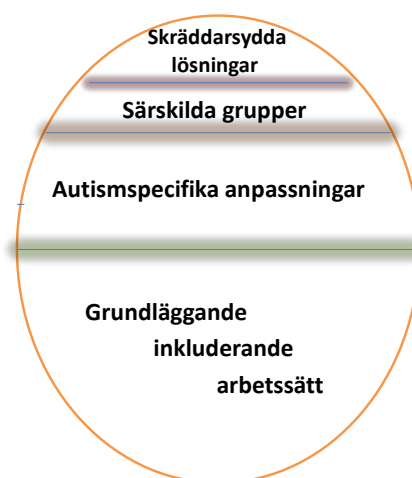 Skräddarsydda
lösningar
Särskilda grupper
Autismspecifika anpassningar
Grundläggande
inkluderande
arbetssätt